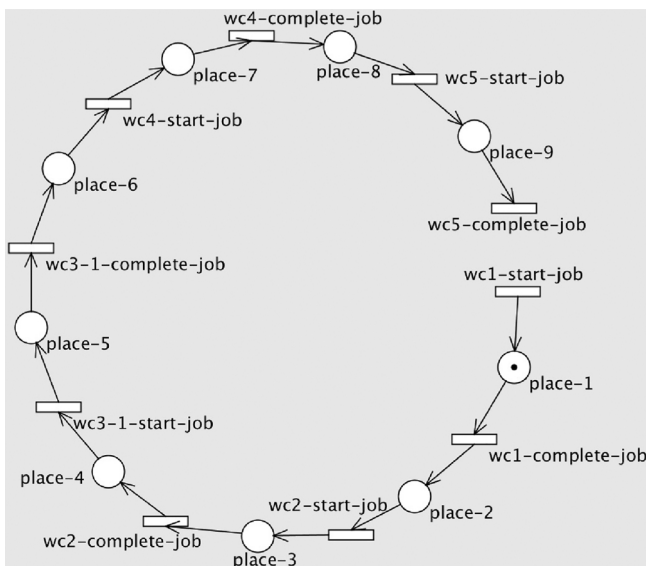 wc4-complete-job
place-7
place-8
wc5-start-job
wc4-start-job
place-9
place-6
wc5-complete-job
wc3-1-complete-job
wc1-start-job
place-5
place-1
wc3-1-start-job
wc1-complete-job
place-4
wc2-start-job
place-2
wc2-complete-job
place-3